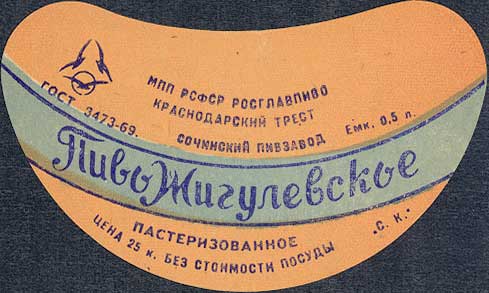 МПП РСФСР РОСГЛАВПИВО
КРАСНОДАРСКИЙ ТРЕСТ
СОЧИНСКИЙ ПИВЗАВОД
ГОСТ 3473-69.
Емк. 0,5 л.
Пиво Жигулевское
ПАСТЕРИЗОВАННОЕ
ЦЕНА 25 к. БЕЗ СТОИМОСТИ ПОСУДЫ
„С. К."